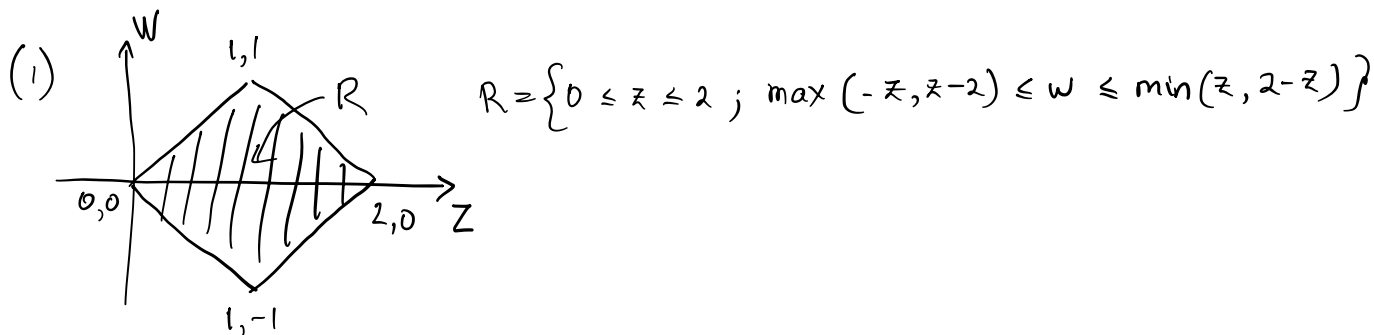 (1)
W
1,1
R
R = {0 ≤ z ≤ 2 ; max (-z, z-2) ≤ w ≤ min(z, 2-z)}
0,0
2,0
Z
1,-1